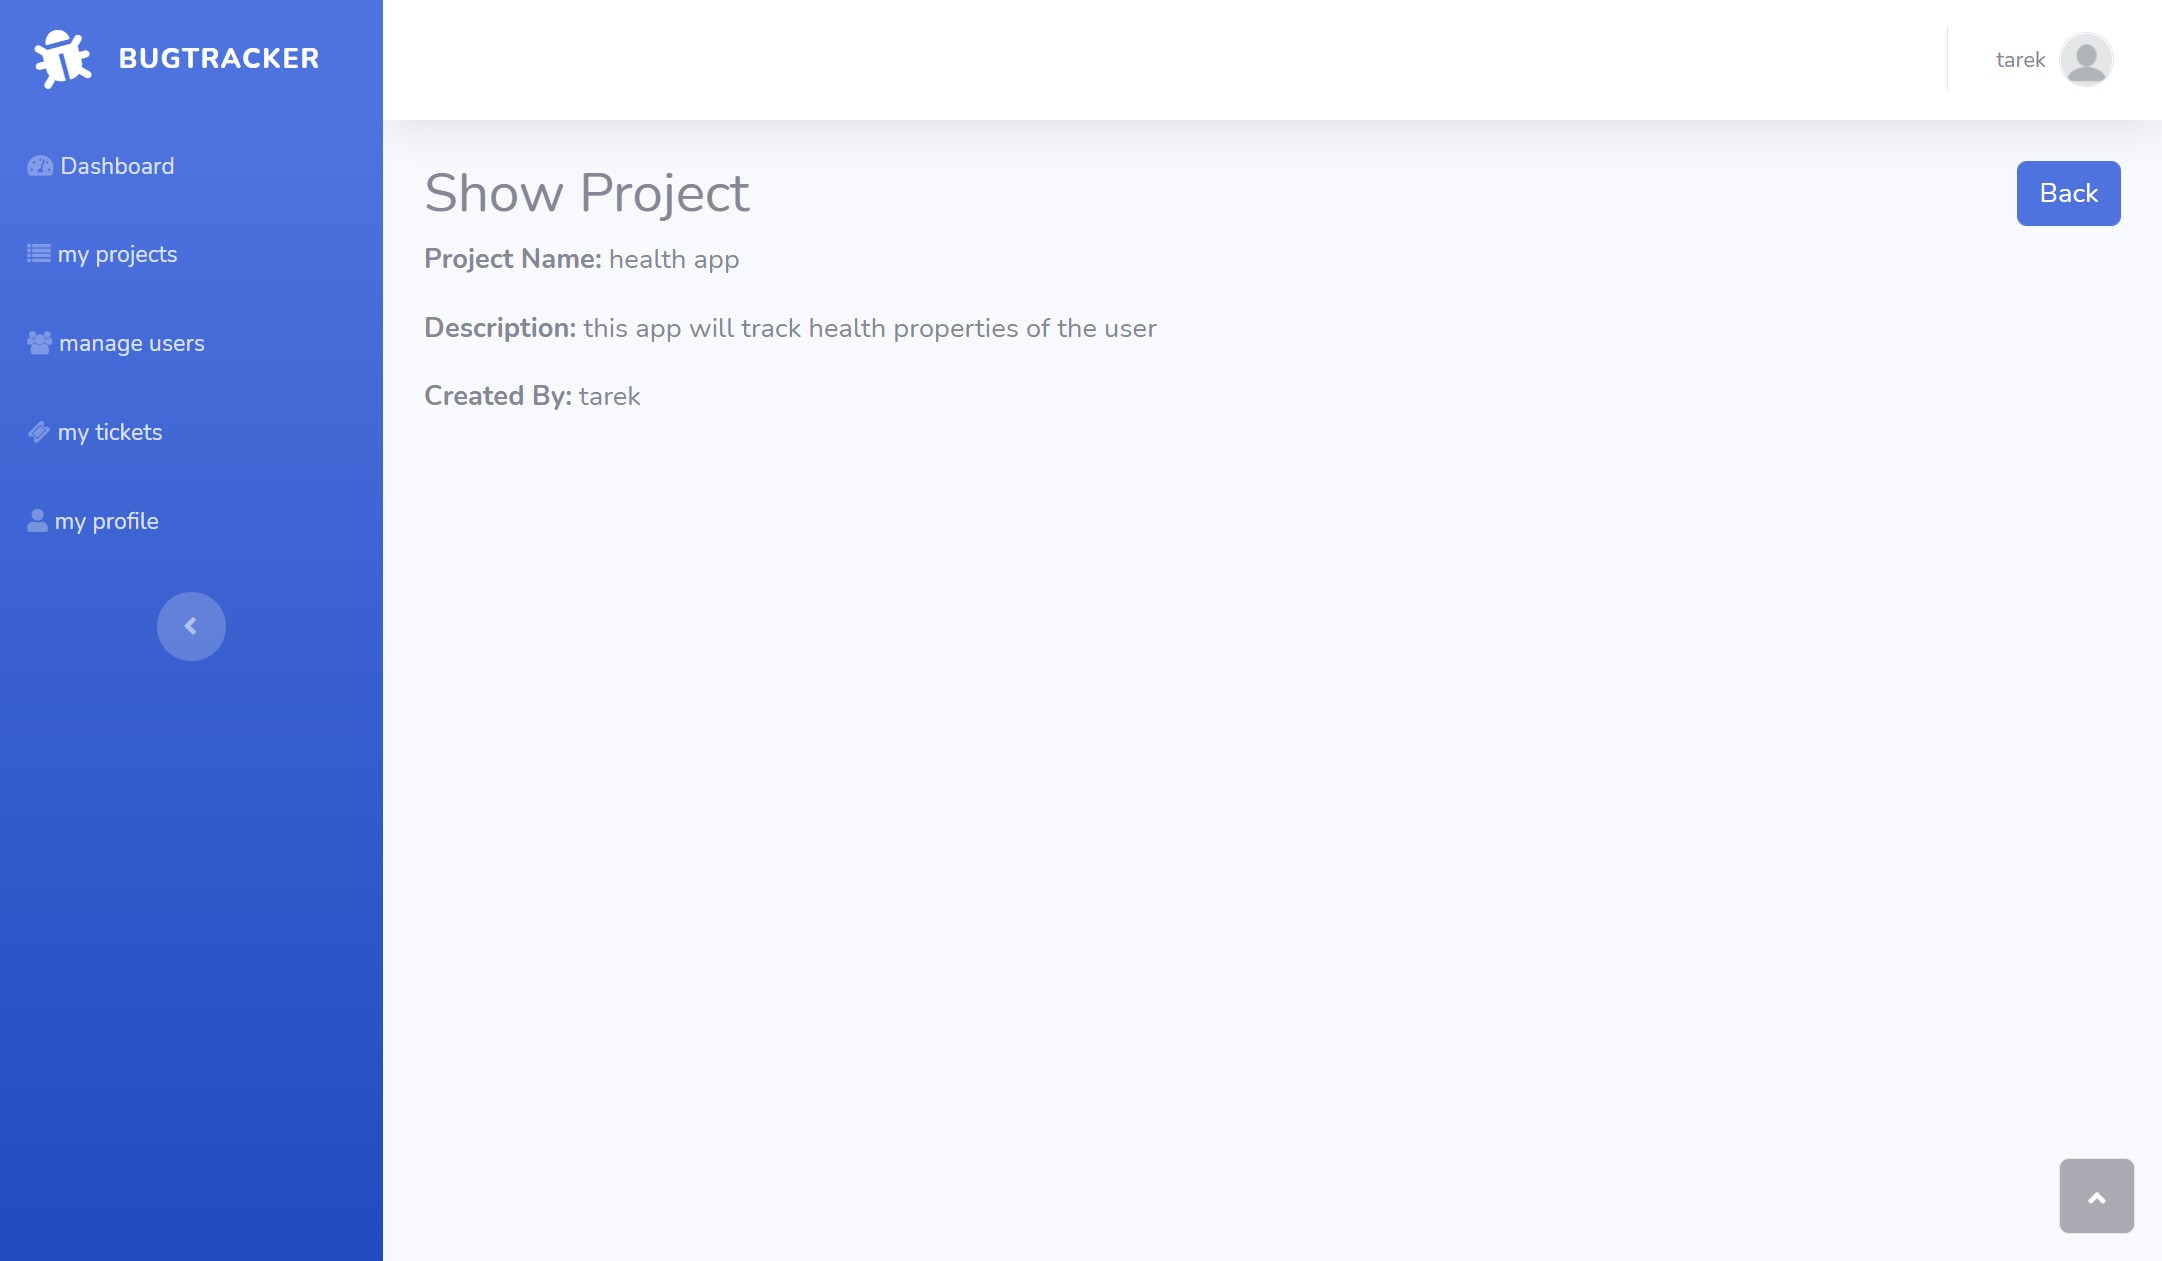 BUGTRACKER
Dashboard
my projects
manage users
my tickets
my profile
tarek
Show Project
Back
Project Name: health app
Description: this app will track health properties of the user
Created By: tarek